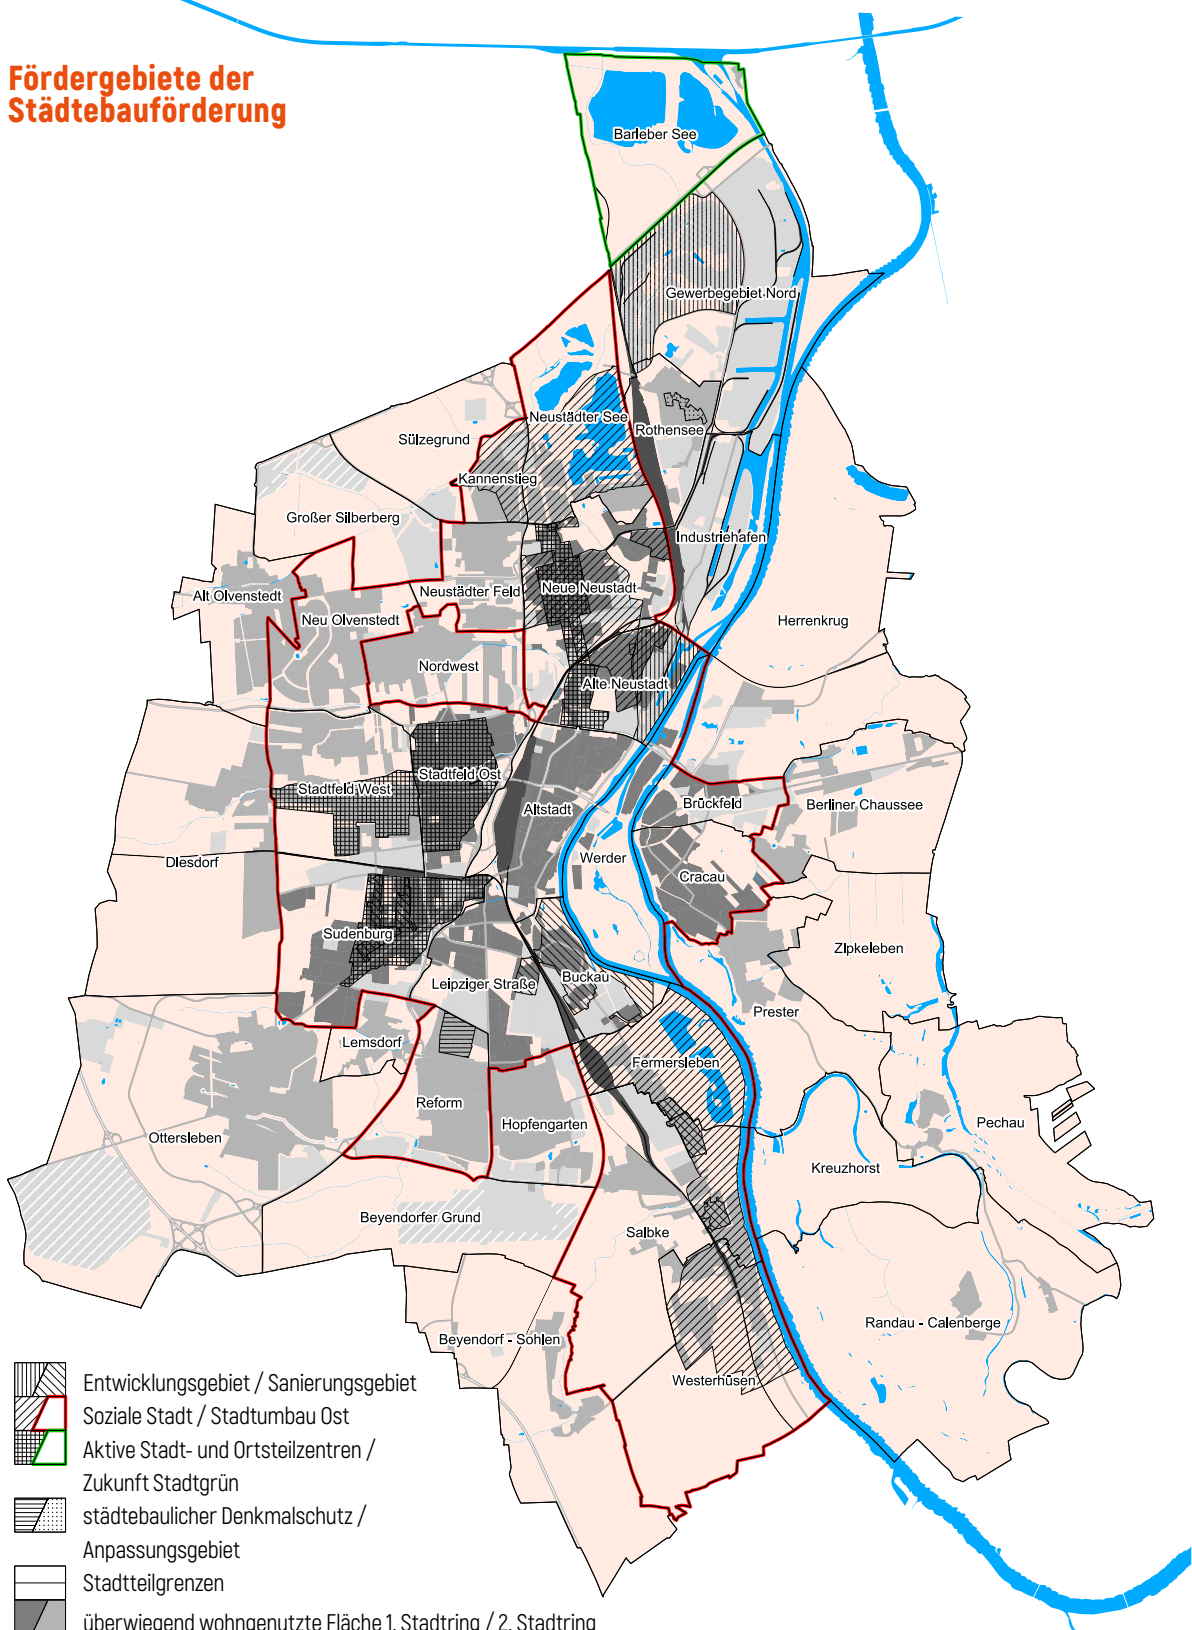 Fördergebiete der
Städtebauförderung
Barleber See
Gewerbegebiet Nord
Neustädter See
Rothensee
Sülzegrund
Kannenstieg
Großer Silberberg
Industriehafen
Alt Olvenstedt
Neustädter Feld
Neue Neustadt
Neu Olvenstedt
Herrenkrug
Nordwest
Alte Neustadt
Stadtfeld Ost
Stadtfeld West
Altstadt
Brückfeld
Berliner Chaussee
Diesdorf
Werder
Cracau
Sudenburg
Zipkeleben
Buckau
Leipziger Straße
Prester
Lemsdorf
Fermersleben
Reform
Hopfengarten
Pechau
Ottersleben
Kreuzhorst
Beyendorfer Grund
Salbke
Randau - Calenberge
Beyendorf - Sohlen
Westerhüsen
Entwicklungsgebiet / Sanierungsgebiet
Soziale Stadt / Stadtumbau Ost
Aktive Stadt- und Ortsteilzentren /
Zukunft Stadtgrün
städtebaulicher Denkmalschutz /
Anpassungsgebiet
Stadtteilgrenzen
überwiegend wohngenutzte Fläche 1. Stadtring / 2. Stadtring